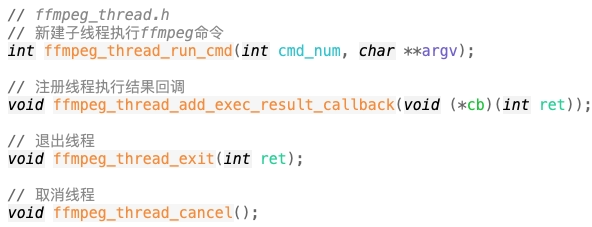 // ffmpeg_thread.h
// 新建子线程执行ffmpeg命令
int ffmpeg_thread_run_cmd(int cmd_num, char **argv);
// 注册线程执行结果回调
void ffmpeg_thread_add_exec_result_callback(void (*cb)(int ret));
// 退出线程
void ffmpeg_thread_exit(int ret);
// 取消线程
void ffmpeg_thread_cancel();